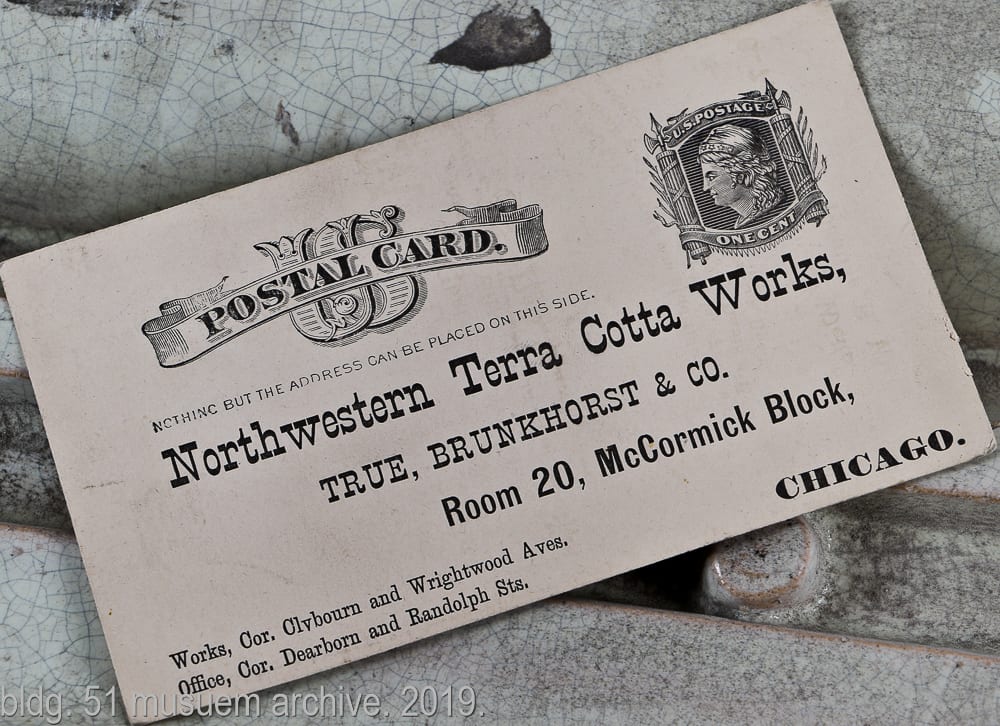 U.S. POSTAGE
ONE CENT
U S
POSTAL CARD.
NOTHING BUT THE ADDRESS CAN BE PLACED ON THIS SIDE.
Northwestern Terra Cotta Works,
TRUE, BRUNKHORST & CO.
Room 20, McCormick Block,
CHICAGO.
Works, Cor. Clybourn and Wrightwood Aves.
Office, Cor. Dearborn and Randolph Sts.
bldg. 51 musuem archive. 2019.